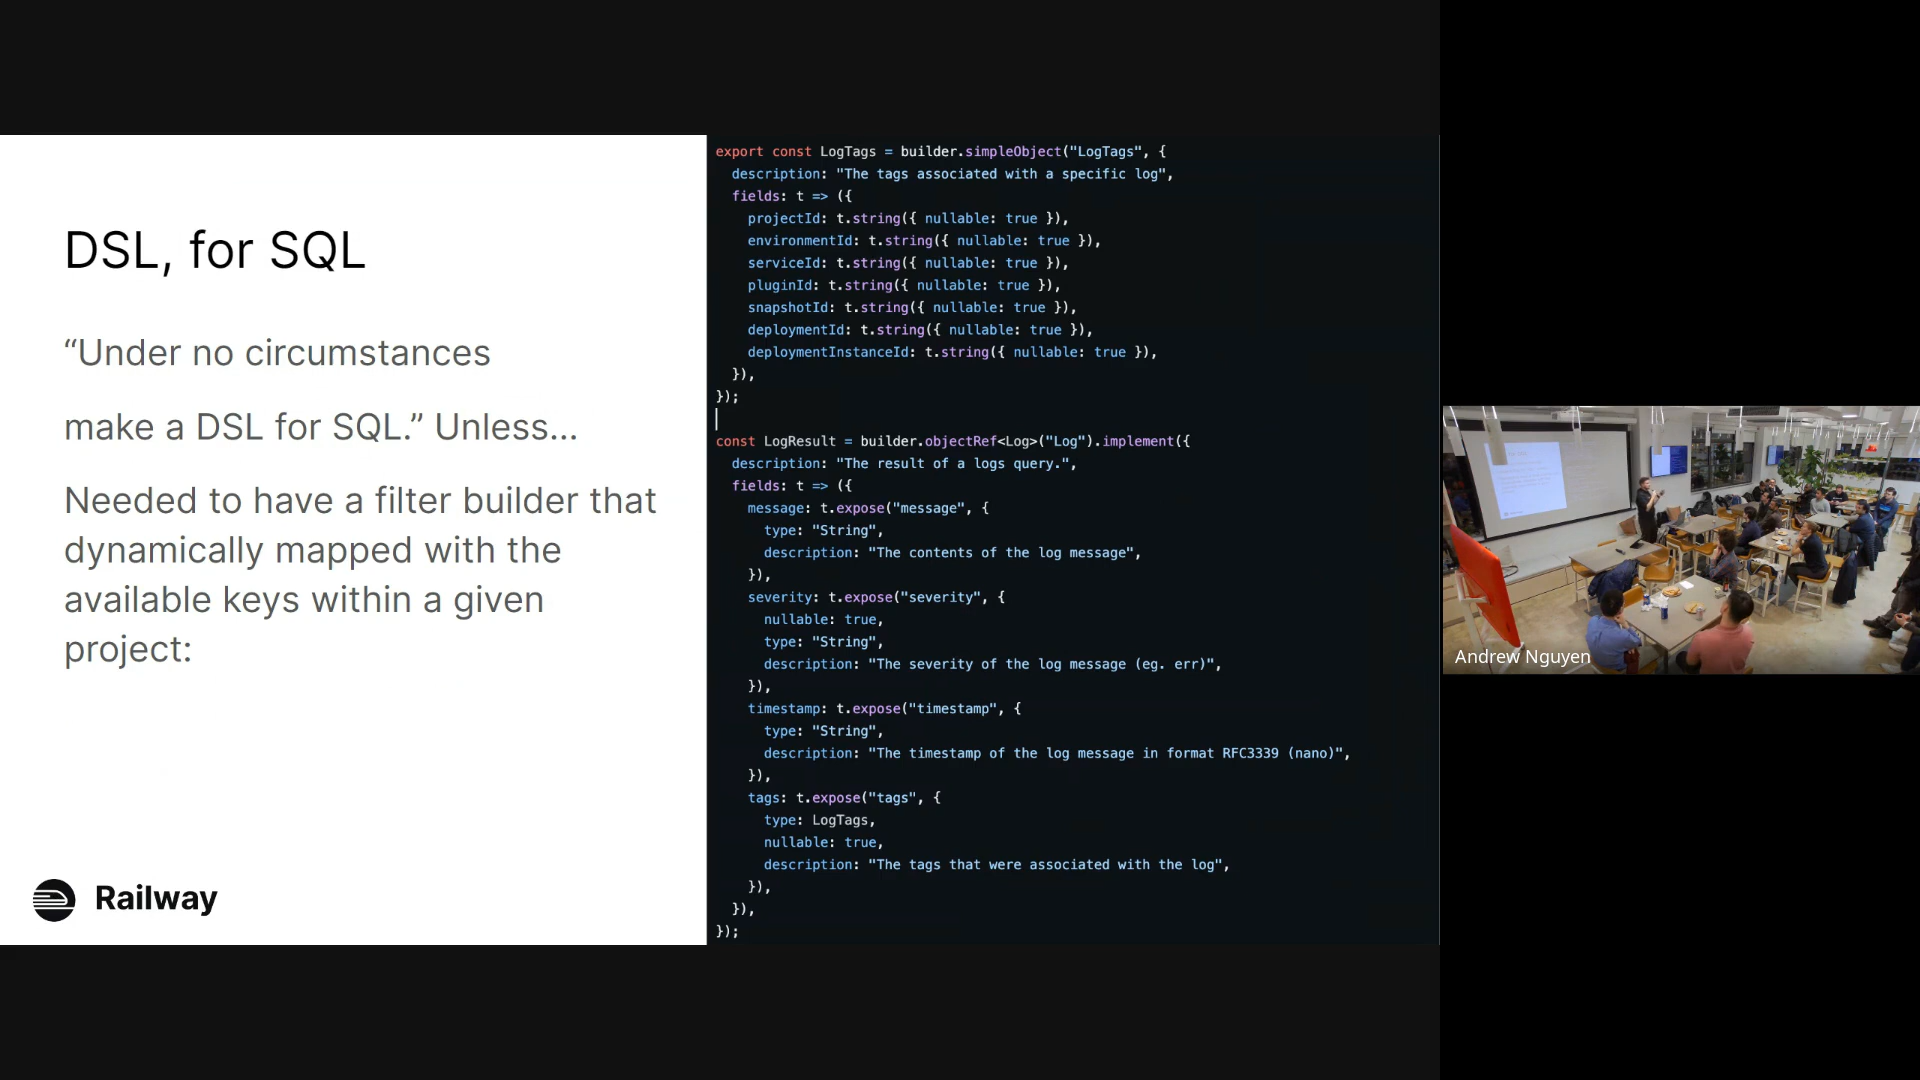 DSL, for SQL
“Under no circumstances
make a DSL for SQL.” Unless...
Needed to have a filter builder that
dynamically mapped with the
available keys within a given
project:
Railway
export const LogTags = builder.simpleObject("LogTags", {
  description: "The tags associated with a specific log",
  fields: t => ({
    projectId: t.string({ nullable: true }),
    environmentId: t.string({ nullable: true }),
    serviceId: t.string({ nullable: true }),
    pluginId: t.string({ nullable: true }),
    snapshotId: t.string({ nullable: true }),
    deploymentId: t.string({ nullable: true }),
    deploymentInstanceId: t.string({ nullable: true }),
  }),
});
const LogResult = builder.objectRef<Log>("Log").implement({
  description: "The result of a logs query.",
  fields: t => ({
    message: t.expose("message", {
      type: "String",
      description: "The contents of the log message",
    }),
    severity: t.expose("severity", {
      nullable: true,
      type: "String",
      description: "The severity of the log message (eg. err)",
    }),
    timestamp: t.expose("timestamp", {
      type: "String",
      description: "The timestamp of the log message in format RFC3339 (nano)",
    }),
    tags: t.expose("tags", {
      type: LogTags,
      nullable: true,
      description: "The tags that were associated with the log",
    }),
  }),
});
Andrew Nguyen